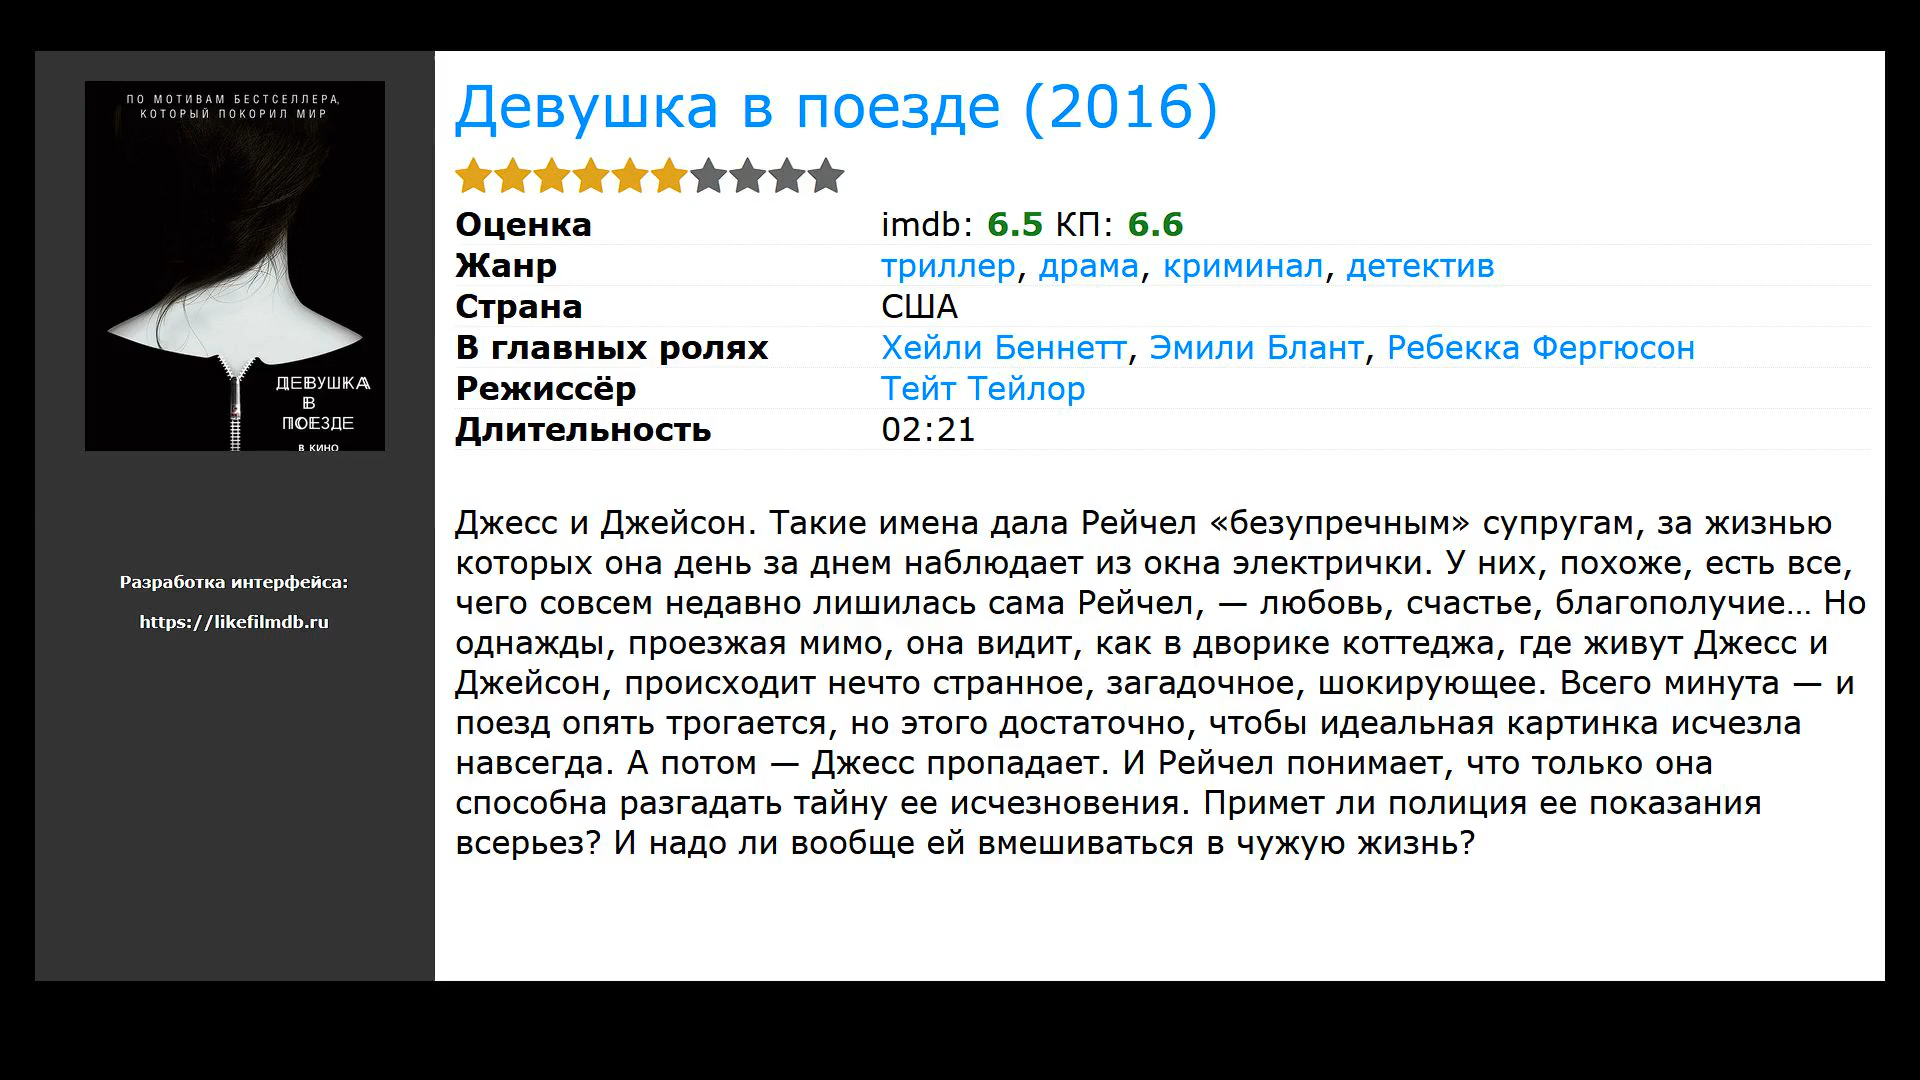 ПО МОТИВАМ БЕСТСЕЛЛЕРА,
КОТОРЫЙ ПОКОРИЛ МИР
ДЕВУШКА
В
ПОЕЗДЕ
В КИНО
Разработка интерфейса:
https://likefilmdb.ru
Девушка в поезде (2016)
Оценка imdb: 6.5 КП: 6.6
Жанр триллер, драма, криминал, детектив
Страна США
В главных ролях Хейли Беннетт, Эмили Блант, Ребекка Фергюсон
Режиссёр Тейт Тейлор
Длительность 02:21
Джесс и Джейсон. Такие имена дала Рейчел «безупречным» супругам, за жизнью
которых она день за днем наблюдает из окна электрички. У них, похоже, есть все,
чего совсем недавно лишилась сама Рейчел, — любовь, счастье, благополучие… Но
однажды, проезжая мимо, она видит, как в дворике коттеджа, где живут Джесс и
Джейсон, происходит нечто странное, загадочное, шокирующее. Всего минута — и
поезд опять трогается, но этого достаточно, чтобы идеальная картинка исчезла
навсегда. А потом — Джесс пропадает. И Рейчел понимает, что только она
способна разгадать тайну ее исчезновения. Примет ли полиция ее показания
всерьез? И надо ли вообще ей вмешиваться в чужую жизнь?